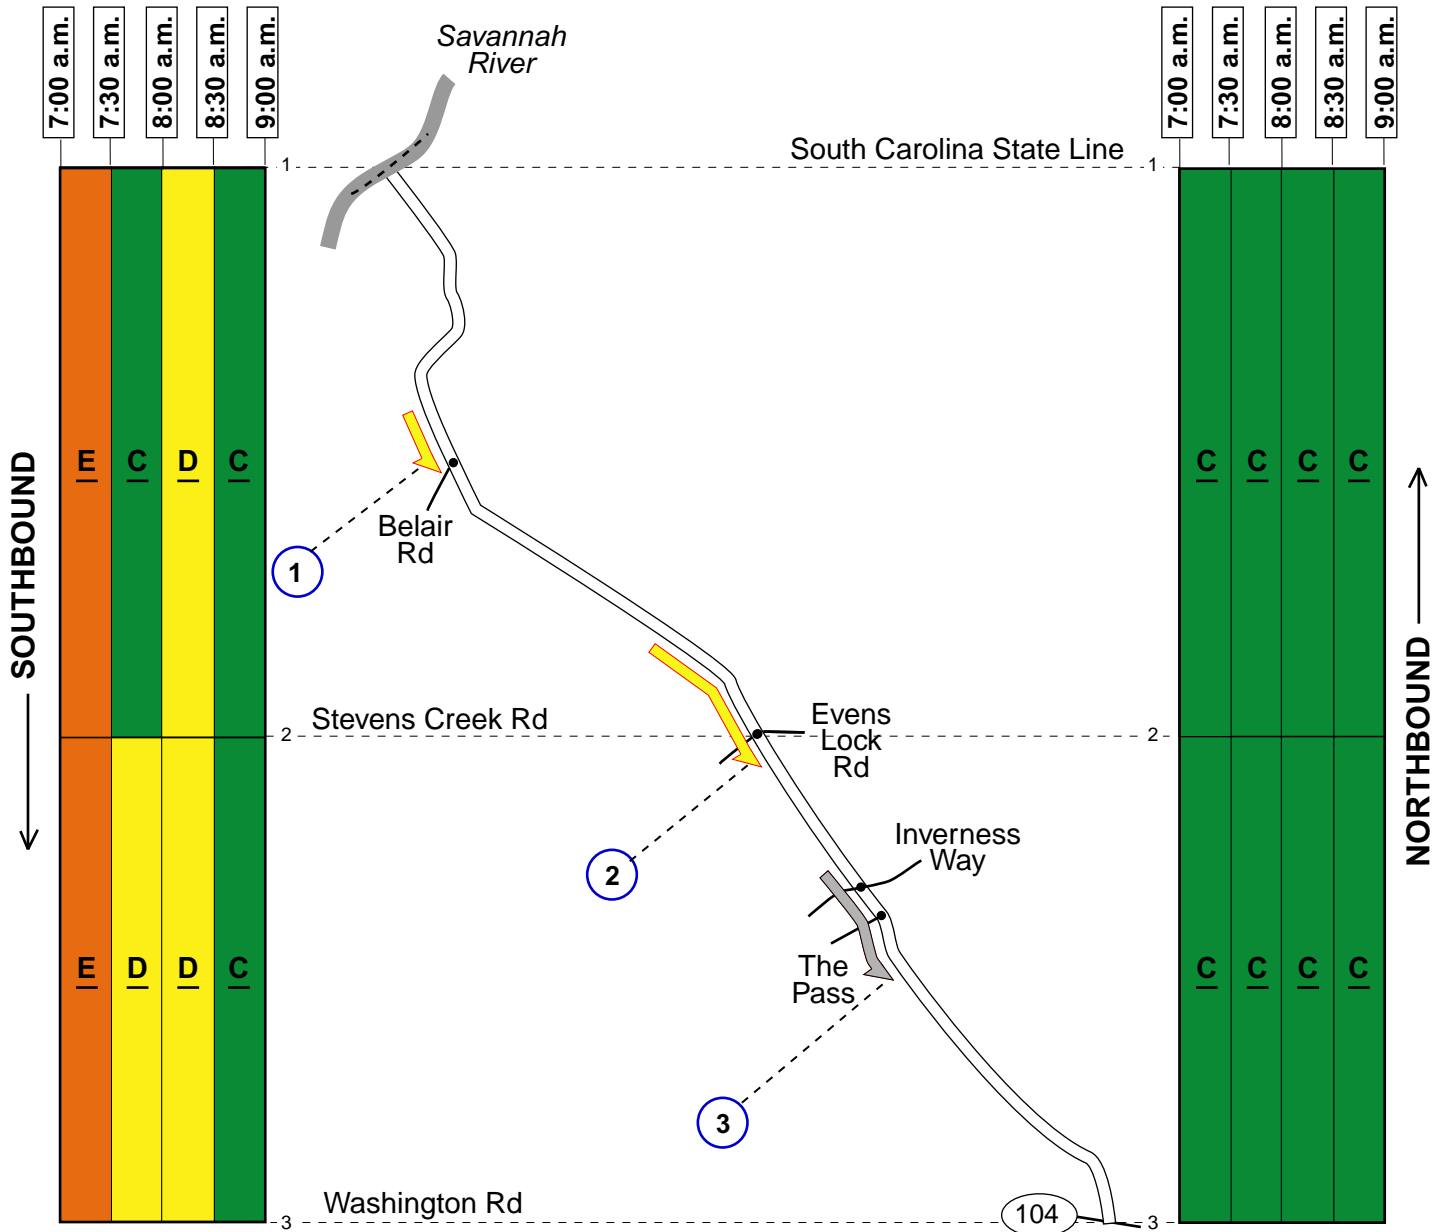 7:00 a.m.
7:30 a.m.
8:00 a.m.
8:30 a.m.
9:00 a.m.
Savannah
River
7:00 a.m.
7:30 a.m.
8:00 a.m.
8:30 a.m.
9:00 a.m.
1
South Carolina State Line
1
SOUTHBOUND
E C D C
Belair
Rd
1
C C C C
NORTHBOUND
Stevens Creek Rd
2
Evens
Lock
Rd
2
2
Inverness
Way
E D D C
The
Pass
C C C C
3
Washington Rd
3
104
3